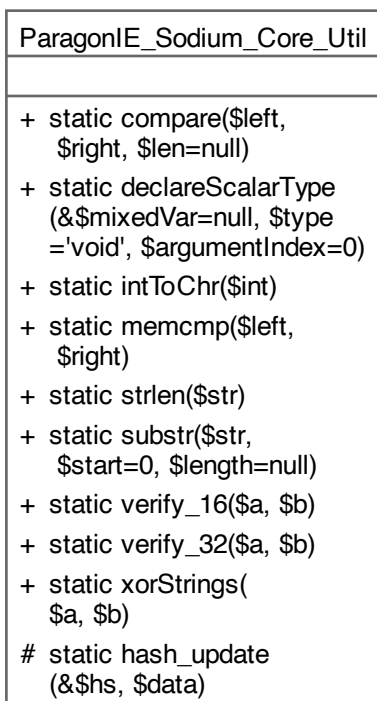 ParagonIE_Sodium_Core_Util
+ static compare($left,
$right, $len=null)
+ static declareScalarType
(&$mixedVar=null, $type
='void', $argumentIndex=0)
+ static intToChr($int)
+ static memcmp($left,
$right)
+ static strlen($str)
+ static substr($str,
$start=0, $length=null)
+ static verify_16($a, $b)
+ static verify_32($a, $b)
+ static xorStrings(
$a, $b)
# static hash_update
(&$hs, $data)